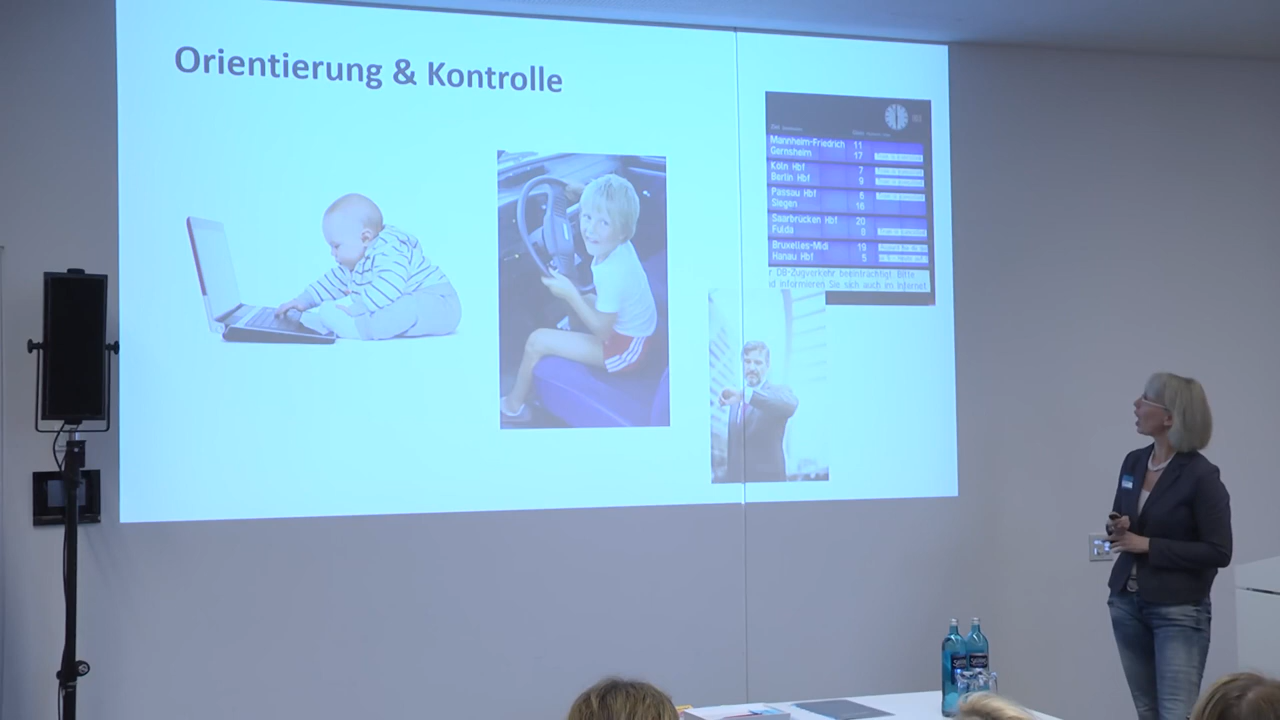 Orientierung & Kontrolle
Mannheim-Friedrich 11
Gernsheim 17
Köln Hbf 7
Berlin Hbf 9
Passau Hbf 6
Siegen 16
Saarbrücken Hbf 20
Fulda 8
Bruxelles-Midi 19
Hanau Hbf 5
r DB-Zugverkehr beeinträchtigt. Bitte
nd informieren Sie sich auch im Internet